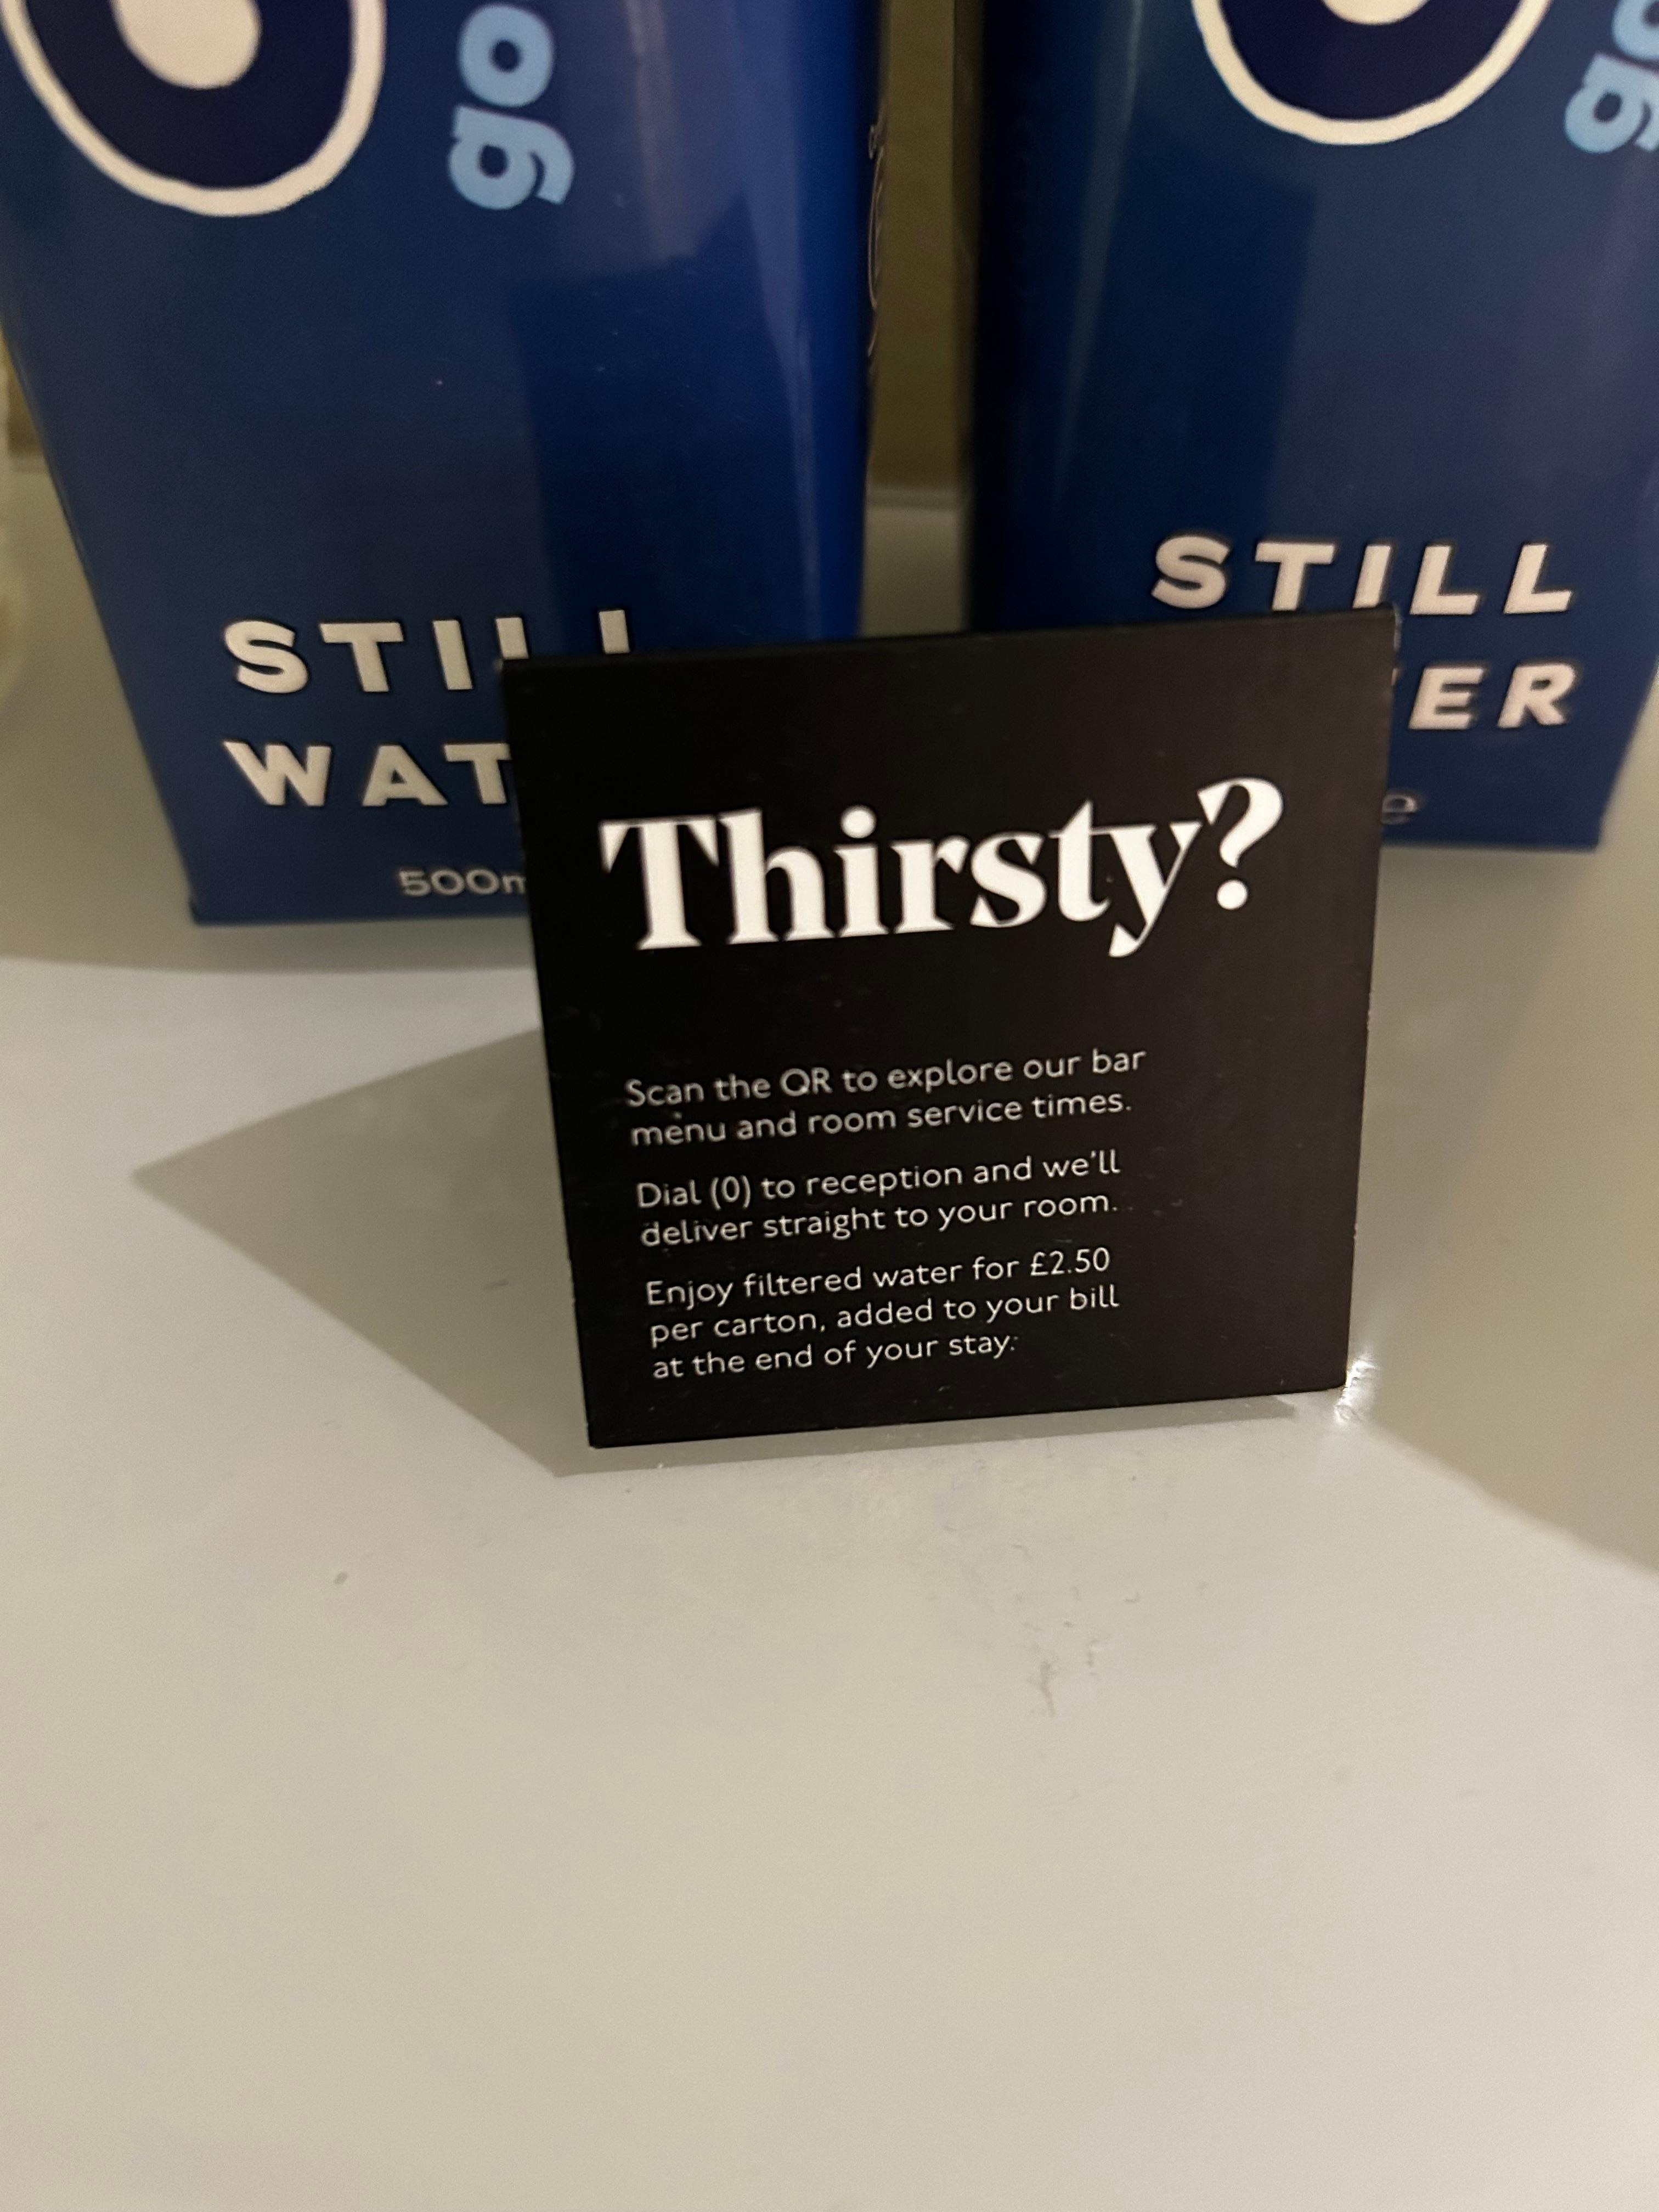 go
go
STILL
WAT
500m
STILL
ER
e
Thirsty?
Scan the QR to explore our bar
menu and room service times.
Dial (0) to reception and we'll
deliver straight to your room.
Enjoy filtered water for £2.50
per carton, added to your bill
at the end of your stay.